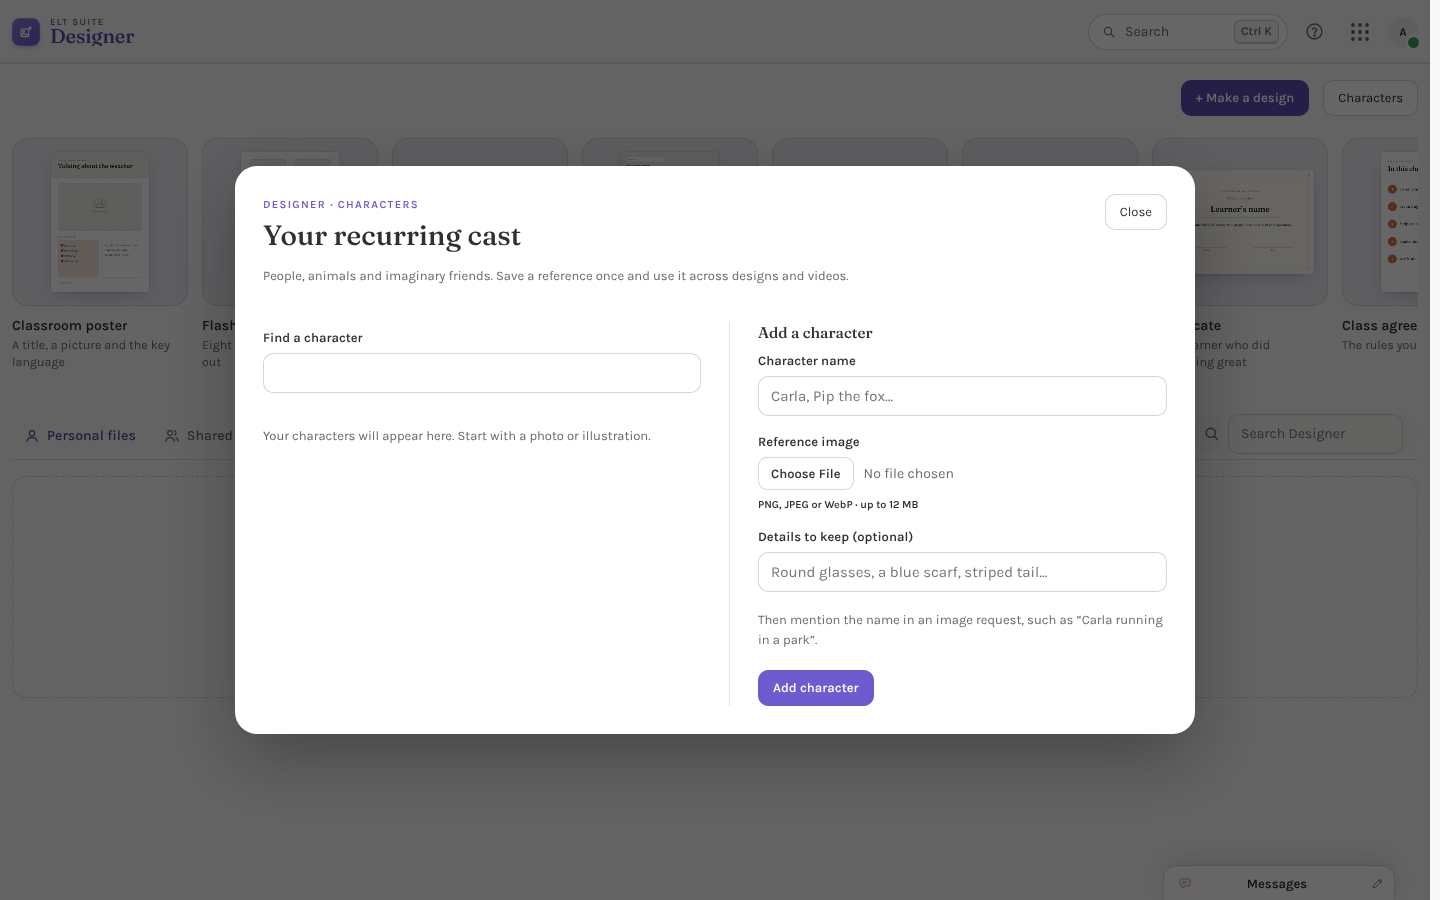 ELT SUITE
Designer
Search
Ctrl K
A
+ Make a design
Characters
Talking about the weather
Learner's name
In this cla
Classroom poster
A title, a picture and the key
language
Flash
Eight
out
cate
arner who did
ing great
Class agree
The rules you
DESIGNER · CHARACTERS
Your recurring cast
Close
People, animals and imaginary friends. Save a reference once and use it across designs and videos.
Find a character
Your characters will appear here. Start with a photo or illustration.
Add a character
Character name
Carla, Pip the fox…
Reference image
Choose File
No file chosen
PNG, JPEG or WebP · up to 12 MB
Details to keep (optional)
Round glasses, a blue scarf, striped tail…
Then mention the name in an image request, such as “Carla running
in a park”.
Add character
Personal files
Shared
Search Designer
Messages